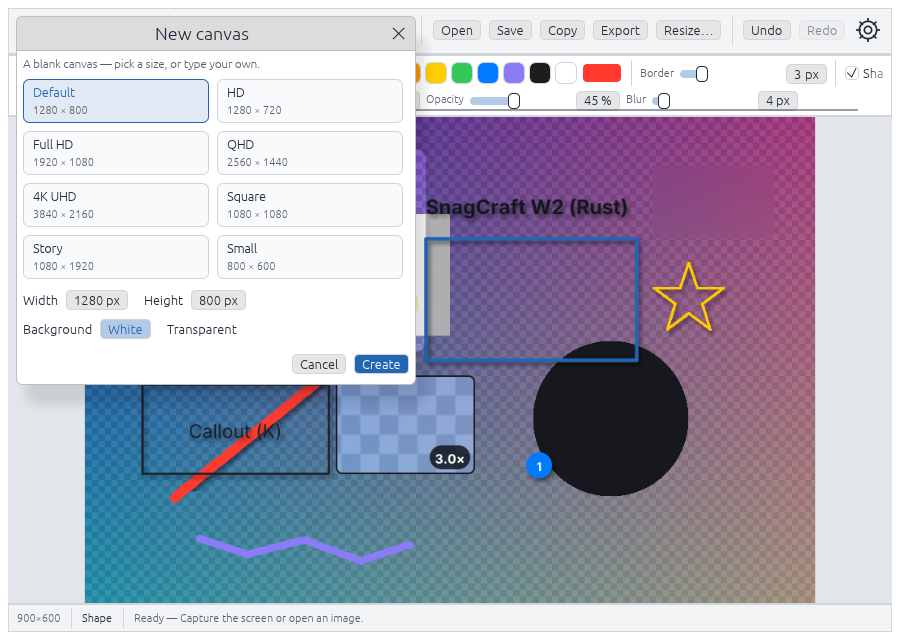 New canvas
Open Save Copy Export Resize… Undo Redo
A blank canvas — pick a size, or type your own.
Border 3 px Sha
Opacity 45 % Blur 4 px
Default
1280 × 800
HD
1280 × 720
Full HD
1920 × 1080
QHD
2560 × 1440
4K UHD
3840 × 2160
Square
1080 × 1080
Story
1080 × 1920
Small
800 × 600
Width 1280 px Height 800 px
Background White Transparent
Cancel Create
SnagCraft W2 (Rust)
Callout (K)
3.0×
1
900×600 Shape Ready — Capture the screen or open an image.